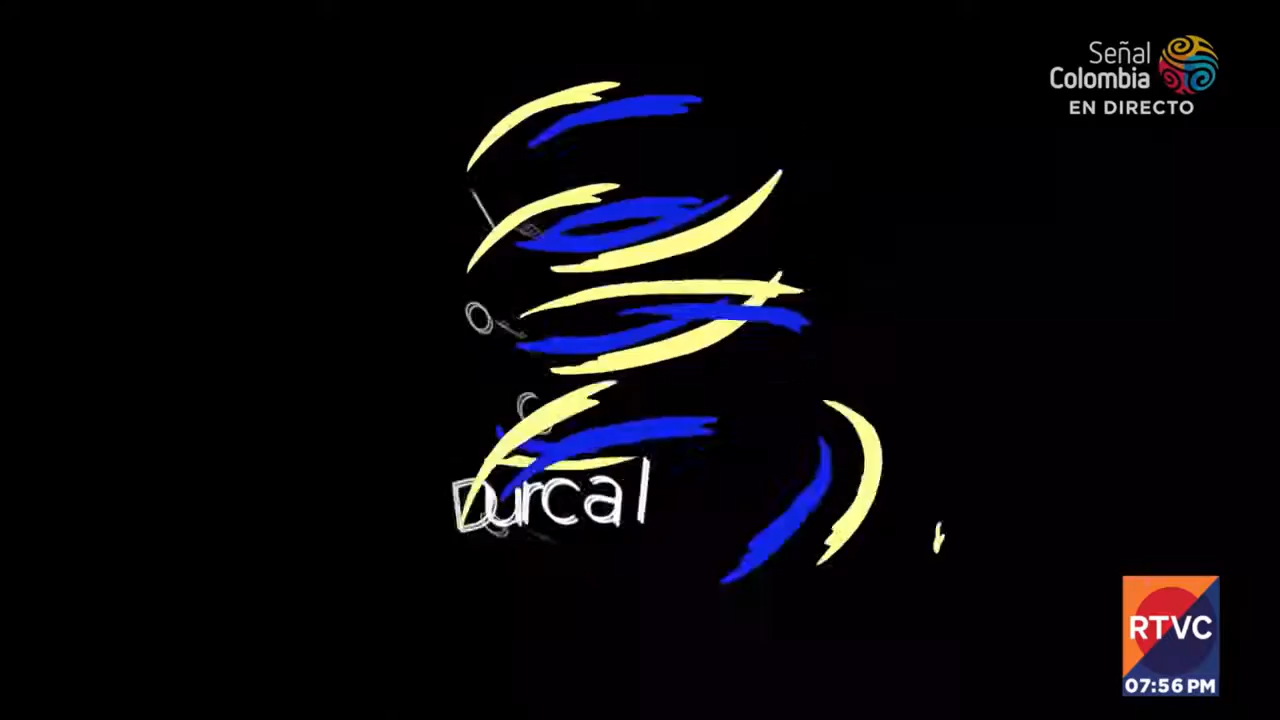 Señal
Colombia
EN DIRECTO
Durcal
RTVC
07:56 PM